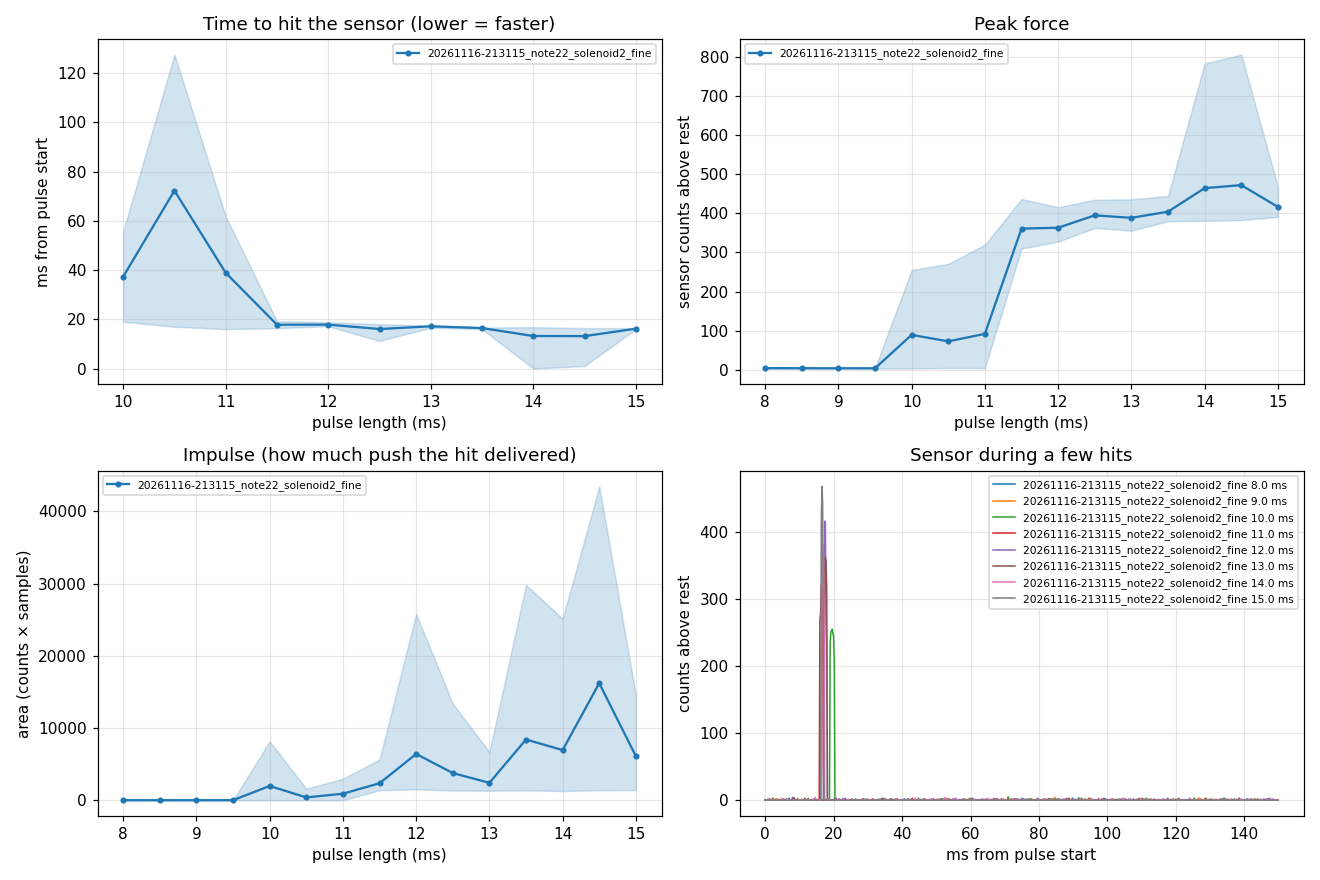 Time to hit the sensor (lower = faster)
20261116-213115_note22_solenoid2_fine
ms from pulse start
120
100
80
60
40
20
0
10
11
12
13
14
15
pulse length (ms)
Peak force
20261116-213115_note22_solenoid2_fine
sensor counts above rest
800
700
600
500
400
300
200
100
0
8
9
10
11
12
13
14
15
pulse length (ms)
Impulse (how much push the hit delivered)
20261116-213115_note22_solenoid2_fine
area (counts × samples)
40000
30000
20000
10000
0
8
9
10
11
12
13
14
15
pulse length (ms)
Sensor during a few hits
20261116-213115_note22_solenoid2_fine 8.0 ms
20261116-213115_note22_solenoid2_fine 9.0 ms
20261116-213115_note22_solenoid2_fine 10.0 ms
20261116-213115_note22_solenoid2_fine 11.0 ms
20261116-213115_note22_solenoid2_fine 12.0 ms
20261116-213115_note22_solenoid2_fine 13.0 ms
20261116-213115_note22_solenoid2_fine 14.0 ms
20261116-213115_note22_solenoid2_fine 15.0 ms
counts above rest
400
300
200
100
0
0
20
40
60
80
100
120
140
ms from pulse start